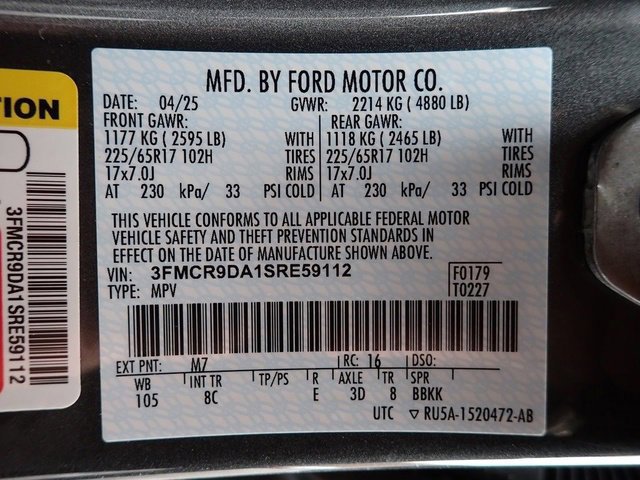 TION
3FMCR9DA1SRE59112
MFD. BY FORD MOTOR CO.
DATE: 04/25 GVWR: 2214 KG ( 4880 LB)
FRONT GAWR: REAR GAWR:
1177 KG ( 2595 LB) WITH 1118 KG ( 2465 LB) WITH
225/65R17 102H TIRES 225/65R17 102H TIRES
17x7.0J RIMS 17x7.0J RIMS
AT 230 kPa/ 33 PSI COLD AT 230 kPa/ 33 PSI COLD
THIS VEHICLE CONFORMS TO ALL APPLICABLE FEDERAL MOTOR
VEHICLE SAFETY AND THEFT PREVENTION STANDARDS IN
EFFECT ON THE DATE OF MANUFACTURE SHOWN ABOVE.
VIN: 3FMCR9DA1SRE59112 F0179
TYPE: MPV T0227
EXT PNT: M7 RC: 16 DSO:
WB INT TR TP/PS R AXLE TR SPR
105 8C E 3D 8 BBKK
UTC ▽ RU5A-1520472-AB